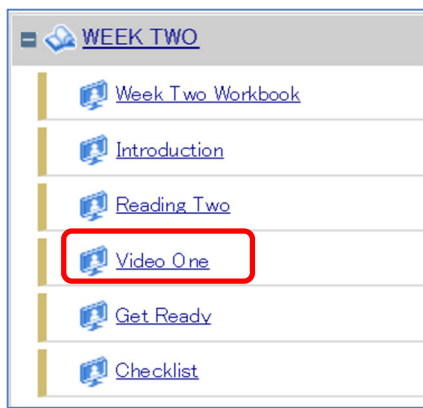 WEEK TWO
Week Two Workbook
Introduction
Reading Two
Video One
Get Ready
Checklist